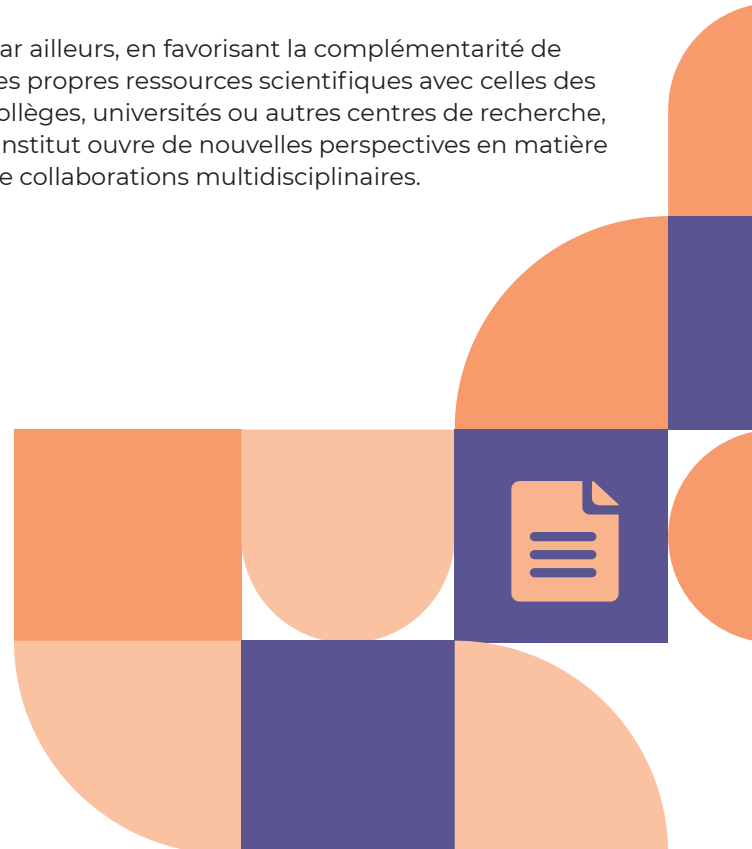 ar ailleurs, en favorisant la complémentarité de
es propres ressources scientifiques avec celles des
ollèges, universités ou autres centres de recherche,
nstitut ouvre de nouvelles perspectives en matière
e collaborations multidisciplinaires.